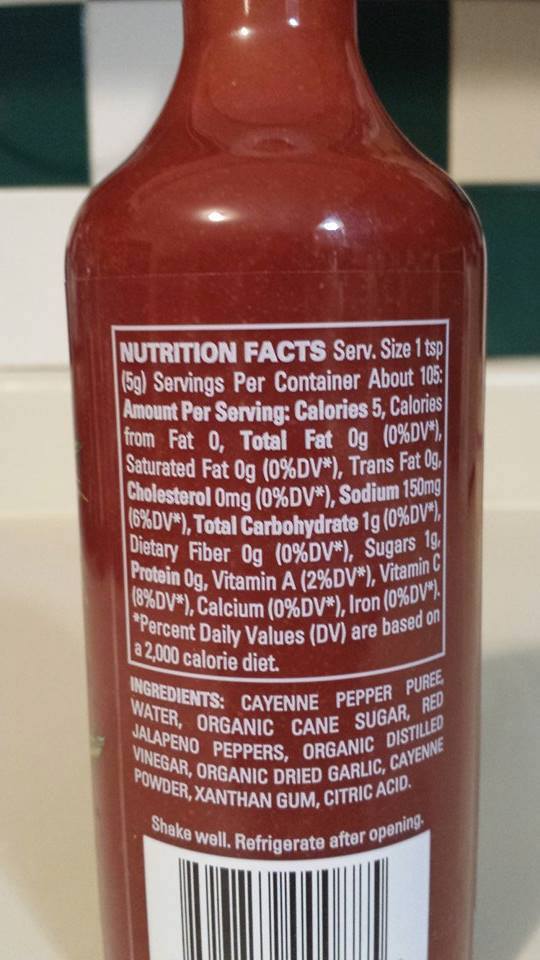 NUTRITION FACTS Serv. Size 1 tsp
(5g) Servings Per Container About 105:
Amount Per Serving: Calories 5, Calories
from Fat 0, Total Fat 0g (0%DV*),
Saturated Fat 0g (0%DV*), Trans Fat 0g,
Cholesterol 0mg (0%DV*), Sodium 150mg
(6%DV*), Total Carbohydrate 1g (0%DV*),
Dietary Fiber 0g (0%DV*), Sugars 1g,
Protein 0g, Vitamin A (2%DV*), Vitamin C
(8%DV*), Calcium (0%DV*), Iron (0%DV*).
*Percent Daily Values (DV) are based on
a 2,000 calorie diet.
INGREDIENTS: CAYENNE PEPPER PUREE,
WATER, ORGANIC CANE SUGAR, RED
JALAPENO PEPPERS, ORGANIC DISTILLED
VINEGAR, ORGANIC DRIED GARLIC, CAYENNE
POWDER, XANTHAN GUM, CITRIC ACID.
Shake well. Refrigerate after opening.